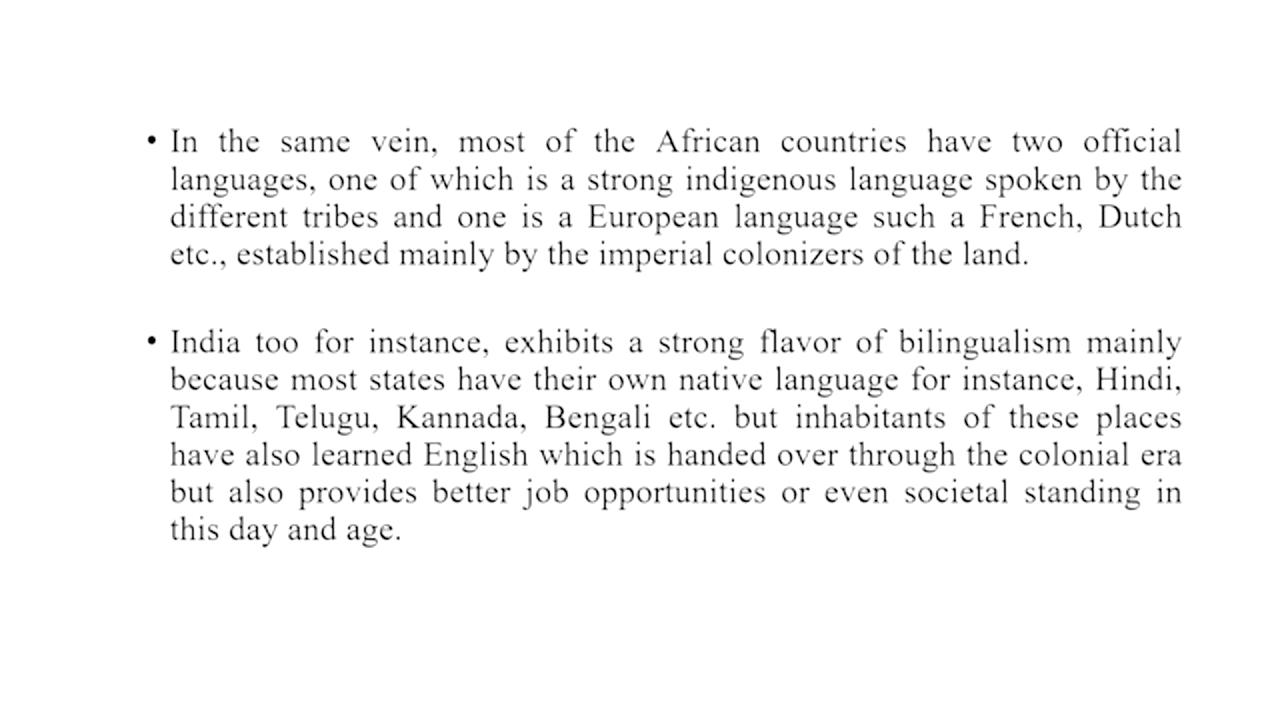 • In the same vein, most of the African countries have two official
languages, one of which is a strong indigenous language spoken by the
different tribes and one is a European language such a French, Dutch
etc., established mainly by the imperial colonizers of the land.
• India too for instance, exhibits a strong flavor of bilingualism mainly
because most states have their own native language for instance, Hindi,
Tamil, Telugu, Kannada, Bengali etc. but inhabitants of these places
have also learned English which is handed over through the colonial era
but also provides better job opportunities or even societal standing in
this day and age.